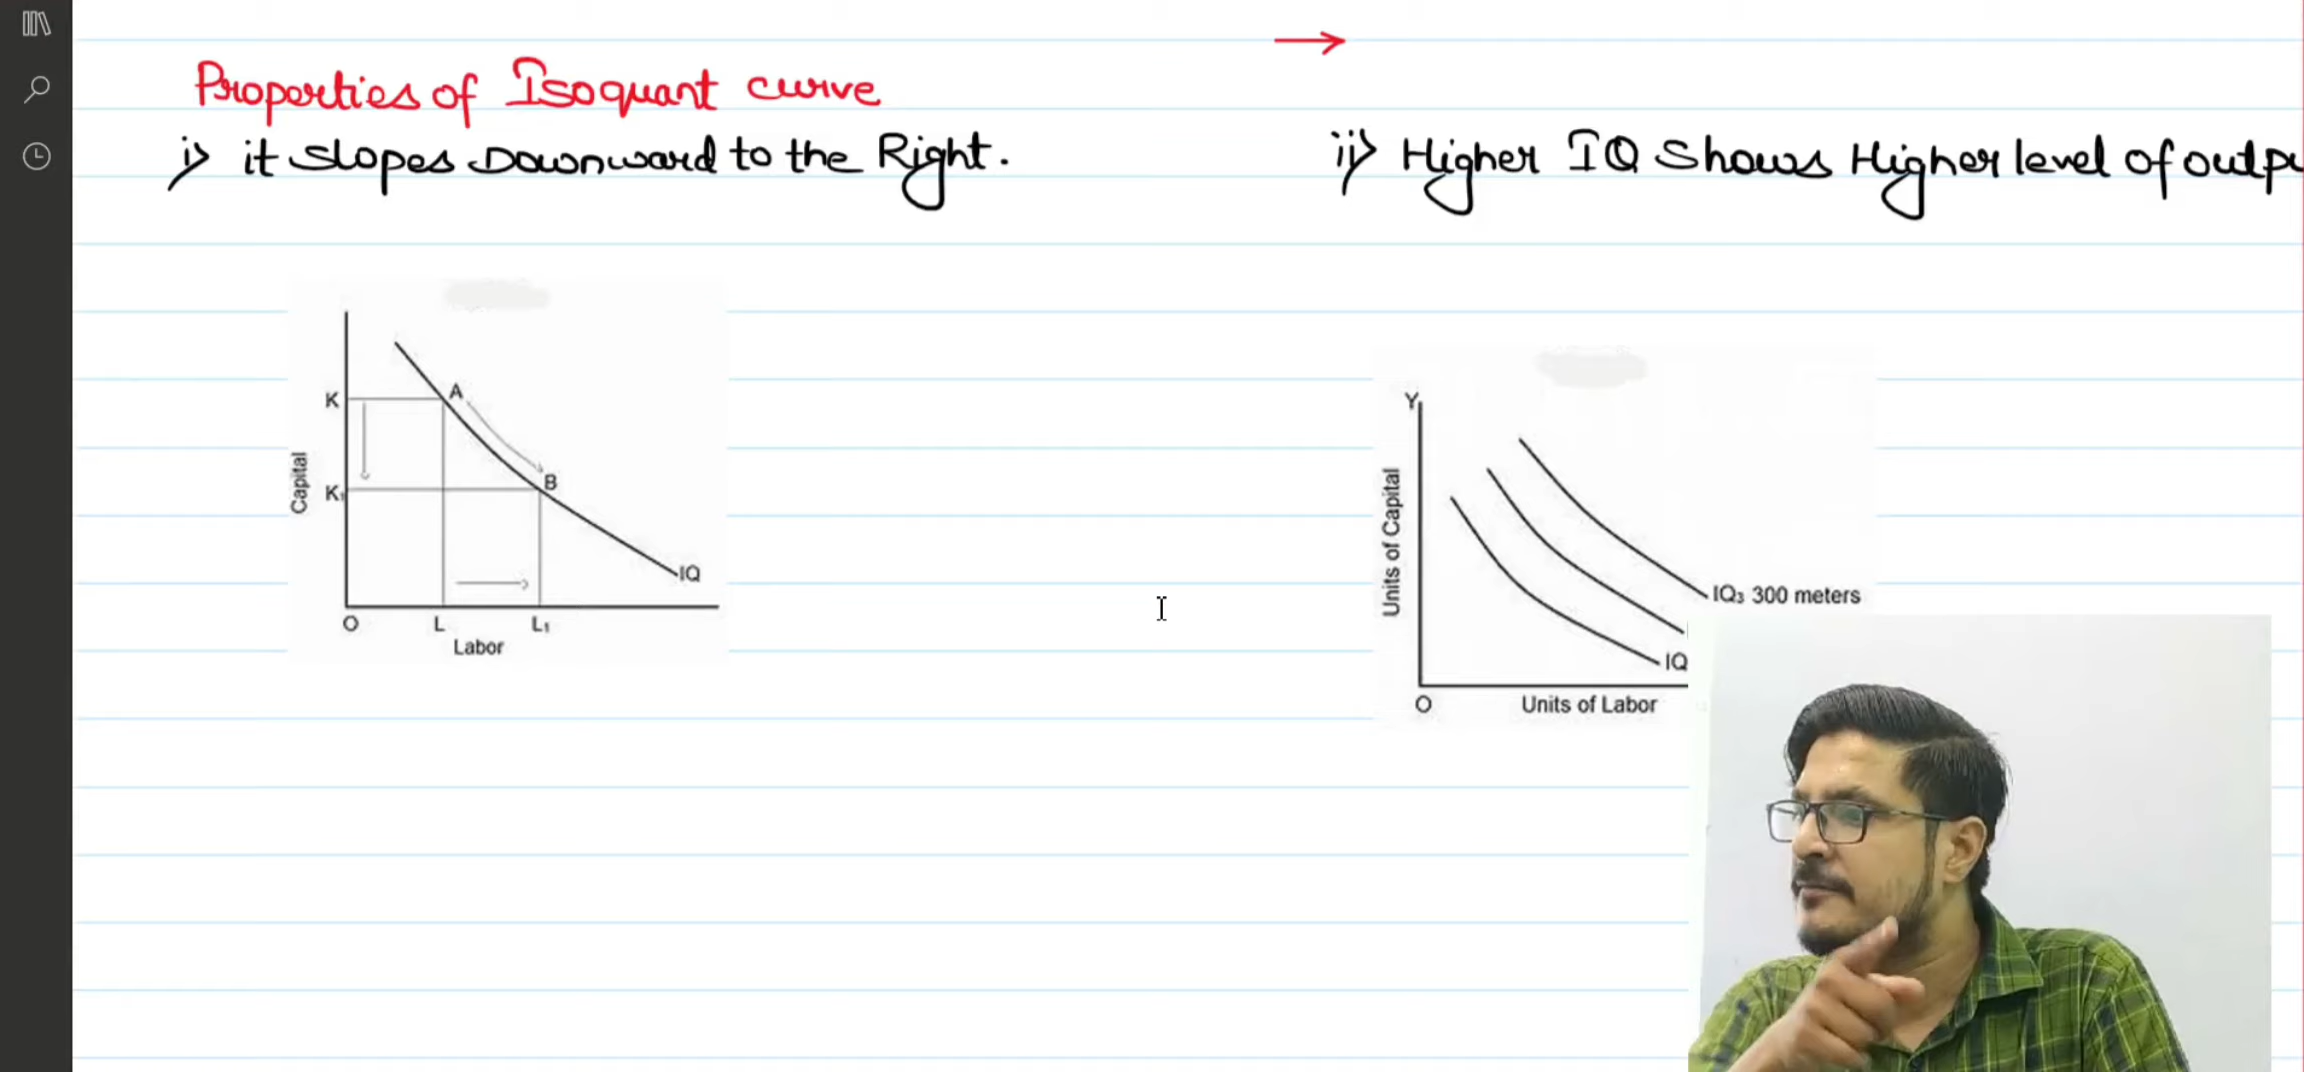 Properties of Isoquant curve
i) it slopes Downward to the Right.
K
A
K₁
B
IQ
Capital
O
L
L₁
Labor
ii) Higher IQ Shows Higher level of outpu
Y
Units of Capital
IQ₃ 300 meters
IQ
O
Units of Labor